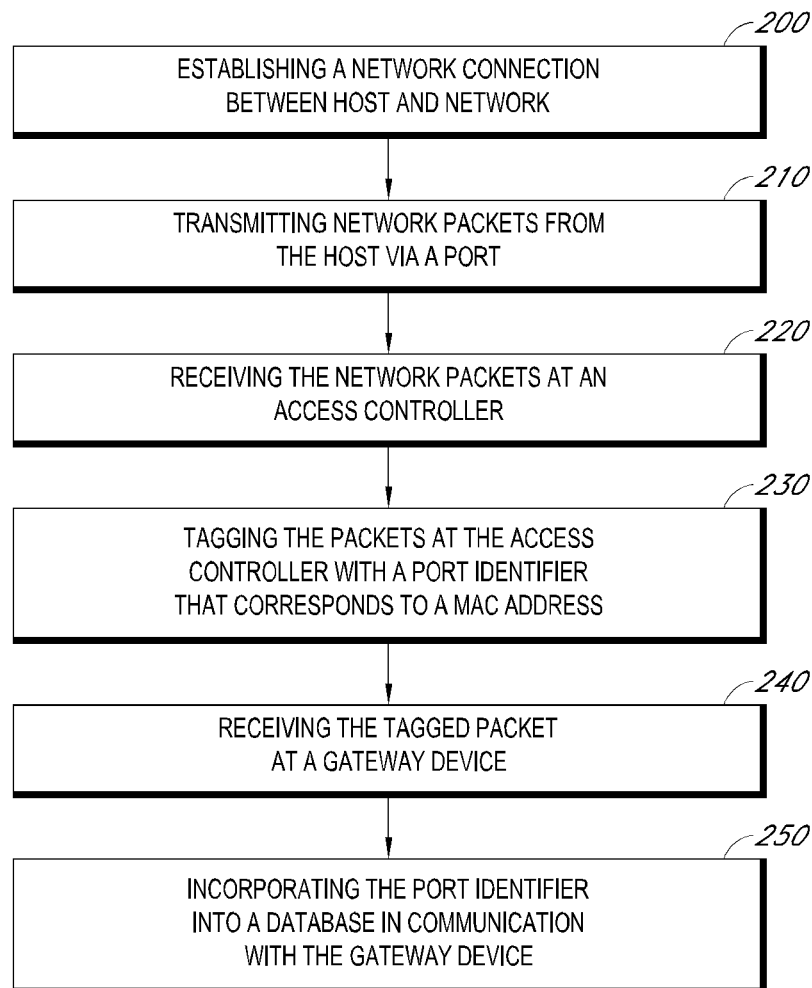 200
ESTABLISHING A NETWORK CONNECTION
BETWEEN HOST AND NETWORK
210
TRANSMITTING NETWORK PACKETS FROM
THE HOST VIA A PORT
220
RECEIVING THE NETWORK PACKETS AT AN
ACCESS CONTROLLER
230
TAGGING THE PACKETS AT THE ACCESS
CONTROLLER WITH A PORT IDENTIFIER
THAT CORRESPONDS TO A MAC ADDRESS
240
RECEIVING THE TAGGED PACKET
AT A GATEWAY DEVICE
250
INCORPORATING THE PORT IDENTIFIER
INTO A DATABASE IN COMMUNICATION
WITH THE GATEWAY DEVICE